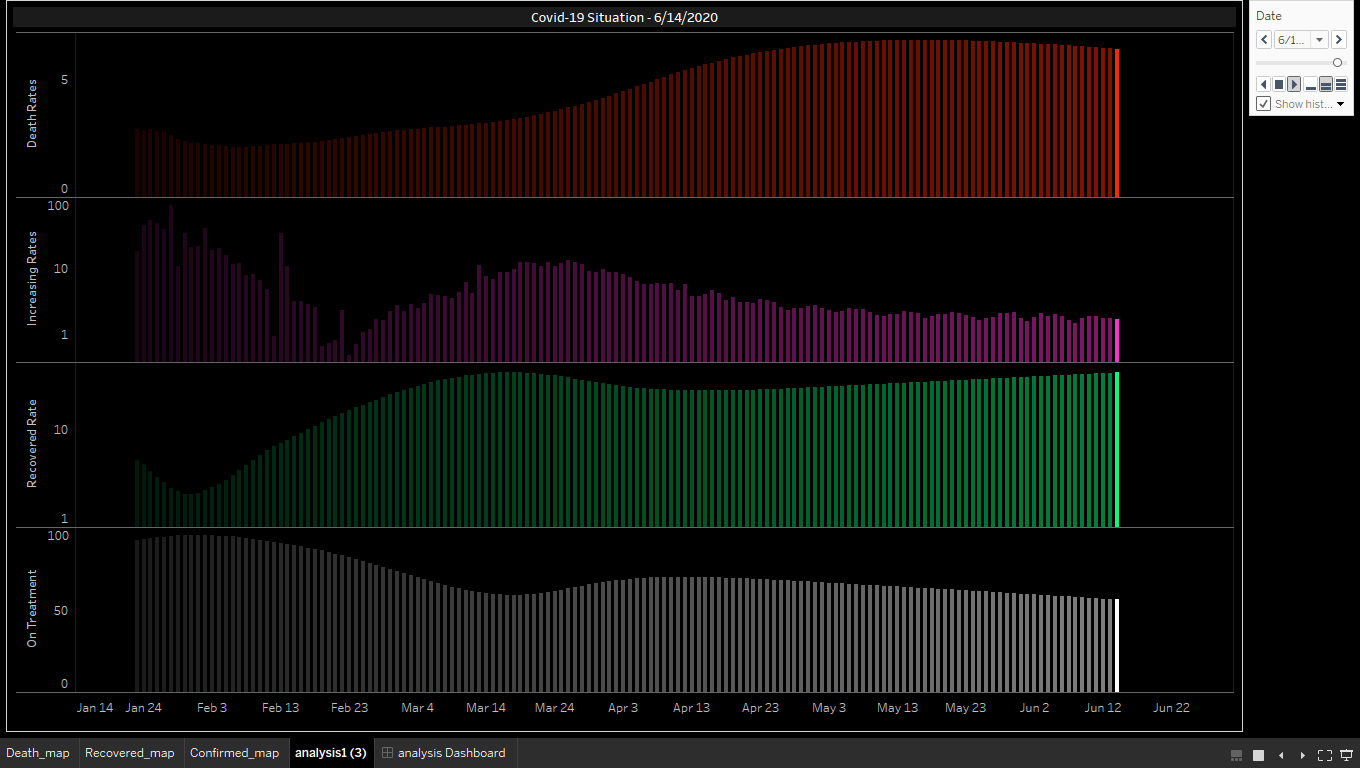 Covid-19 Situation - 6/14/2020
Date
6/1...
Show hist...
Death Rates
5
0
Increasing Rates
100
10
1
Recovered Rate
10
1
On Treatment
100
50
0
Jan 14 Jan 24 Feb 3 Feb 13 Feb 23 Mar 4 Mar 14 Mar 24 Apr 3 Apr 13 Apr 23 May 3 May 13 May 23 Jun 2 Jun 12 Jun 22
Death_map Recovered_map Confirmed_map analysis1 (3) analysis Dashboard